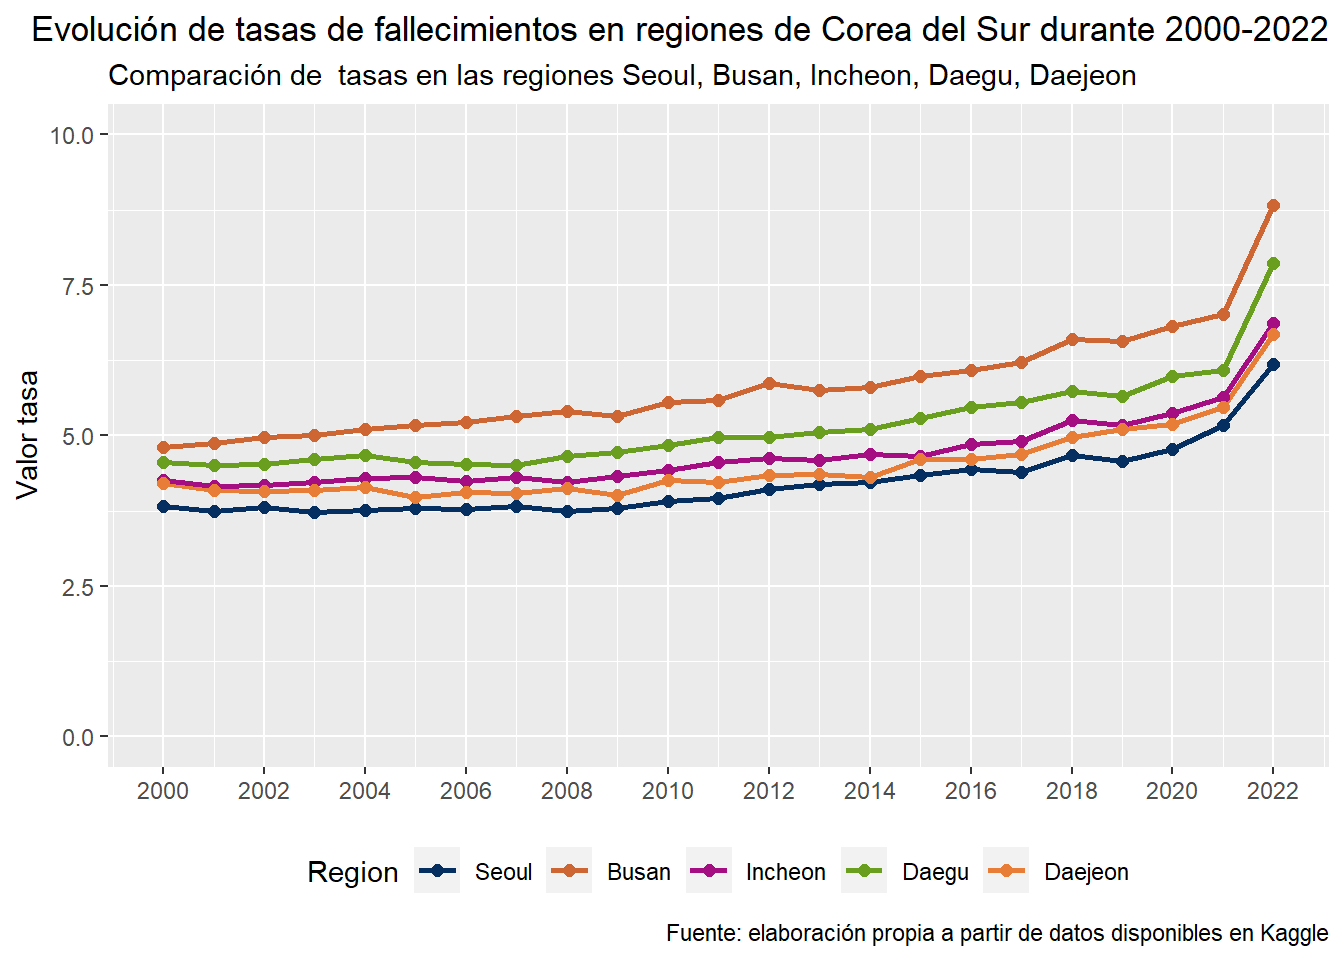 Evolución de tasas de fallecimientos en regiones de Corea del Sur durante 2000-2022
Comparación de  tasas en las regiones Seoul, Busan, Incheon, Daegu, Daejeon
10.0
7.5
5.0
2.5
0.0
Valor tasa
2000 2002 2004 2006 2008 2010 2012 2014 2016 2018 2020 2022
Region Seoul Busan Incheon Daegu Daejeon
Fuente: elaboración propia a partir de datos disponibles en Kaggle